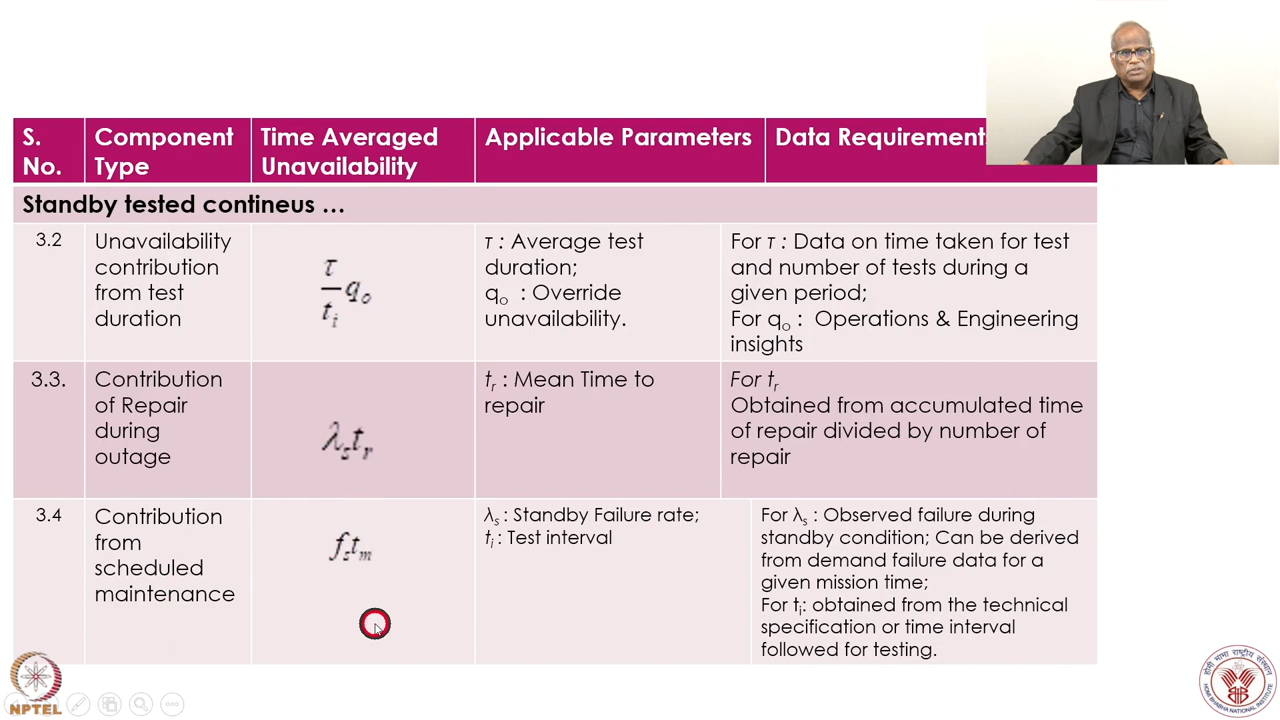 S. No.
Component Type
Time Averaged Unavailability
Applicable Parameters
Data Requirement
Standby tested contineus …
3.2
Unavailability
contribution
from test
duration
τ
t_i
q_o
τ : Average test
duration;
q_o : Override
unavailability.
For τ : Data on time taken for test
and number of tests during a
given period;
For q_o : Operations & Engineering
insights
3.3.
Contribution
of Repair
during
outage
λ_s t_r
t_r : Mean Time to
repair
For t_r
Obtained from accumulated time
of repair divided by number of
repair
3.4
Contribution
from
scheduled
maintenance
f_s t_m
λ_s : Standby Failure rate;
t_i : Test interval
For λ_s : Observed failure during
standby condition; Can be derived
from demand failure data for a
given mission time;
For t_i: obtained from the technical
specification or time interval
followed for testing.
NPTEL
होमी भाभा राष्ट्रीय संस्थान
HOMI BHABHA NATIONAL INSTITUTE